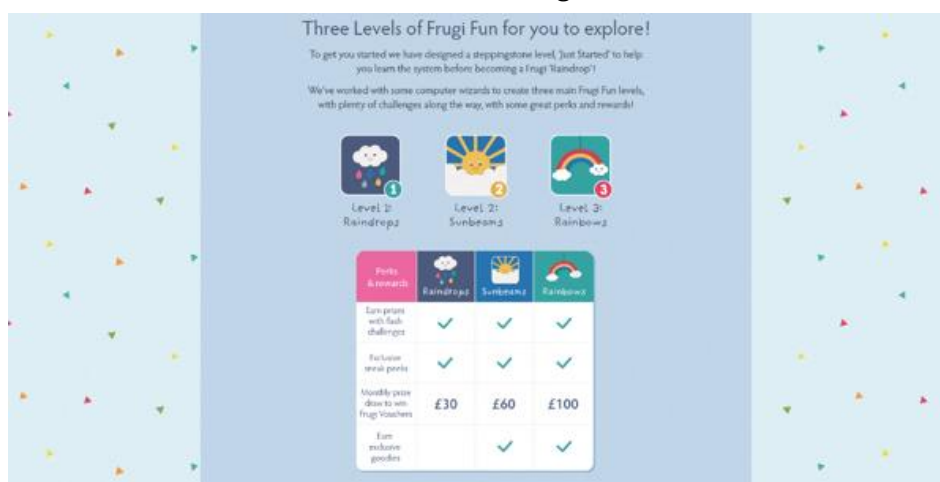 Three Levels of Frugi Fun for you to explore!
To get you started we have designed a steppingstone level, 'Just Started' to help
you learn the system before becoming a Frugi 'Raindrop'!
We've worked with some computer wizards to create three main Frugi Fun levels,
with plenty of challenges along the way, with some great perks and rewards!
1
2
3
Level 1:
Raindrops
Level 2:
Sunbeams
Level 3:
Rainbows
Perks
& rewards
Raindrops
Sunbeams
Rainbows
Earn prizes
with flash
challenges
Exclusive
sneak peeks
Monthly prize
draw to win
Frugi Vouchers
£30
£60
£100
Earn
exclusive
goodies